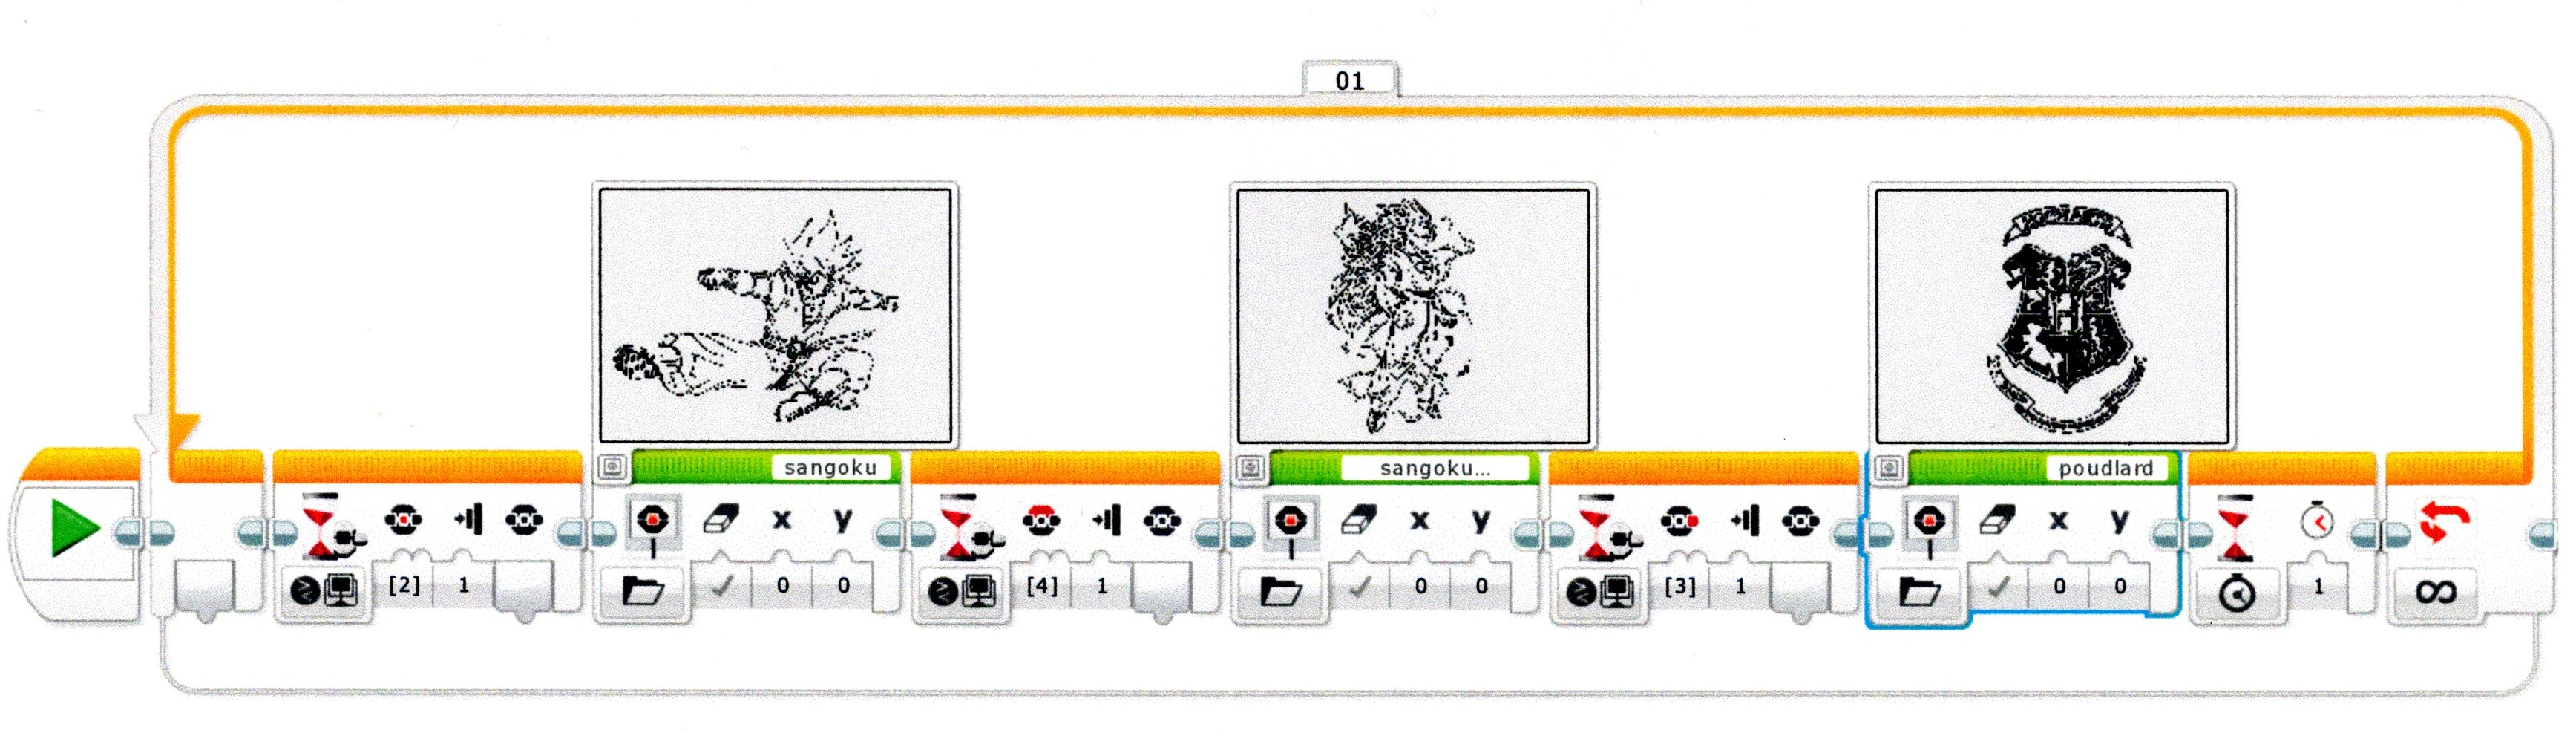 01
sangoku
sangoku...
poudlard
x y x y x y
[2] 1 0 0 [4] 1 0 0 [3] 1 0 0 1